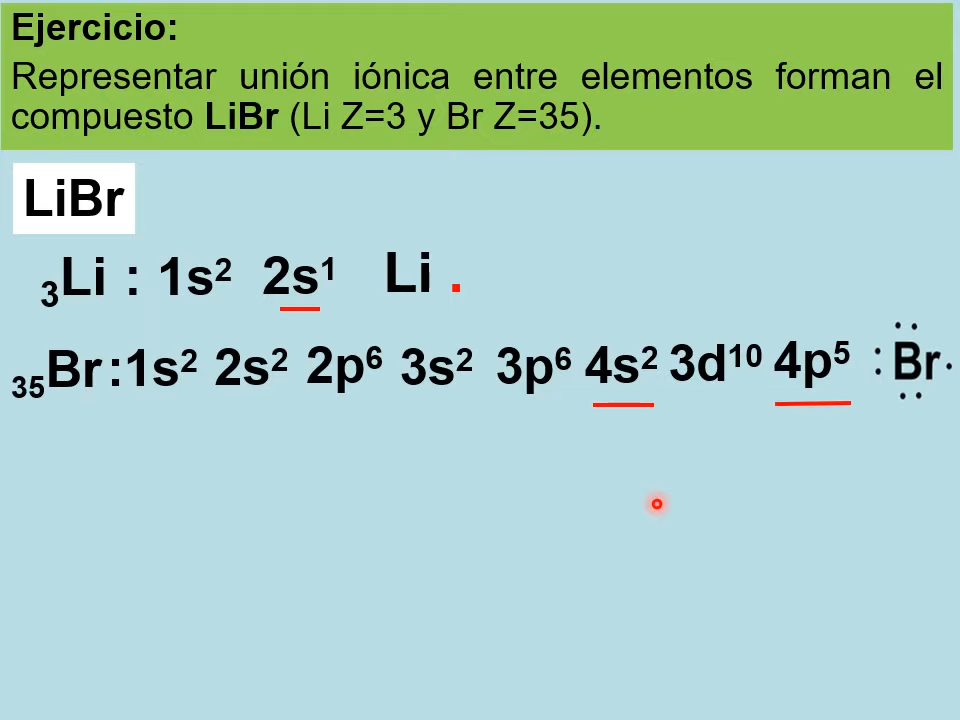 Ejercicio:
Representar unión iónica entre elementos forman el
compuesto LiBr (Li Z=3 y Br Z=35).
LiBr
₃Li : 1s² 2s¹ Li .
₃₅Br :1s² 2s² 2p⁶ 3s² 3p⁶ 4s² 3d¹⁰ 4p⁵ :Br·